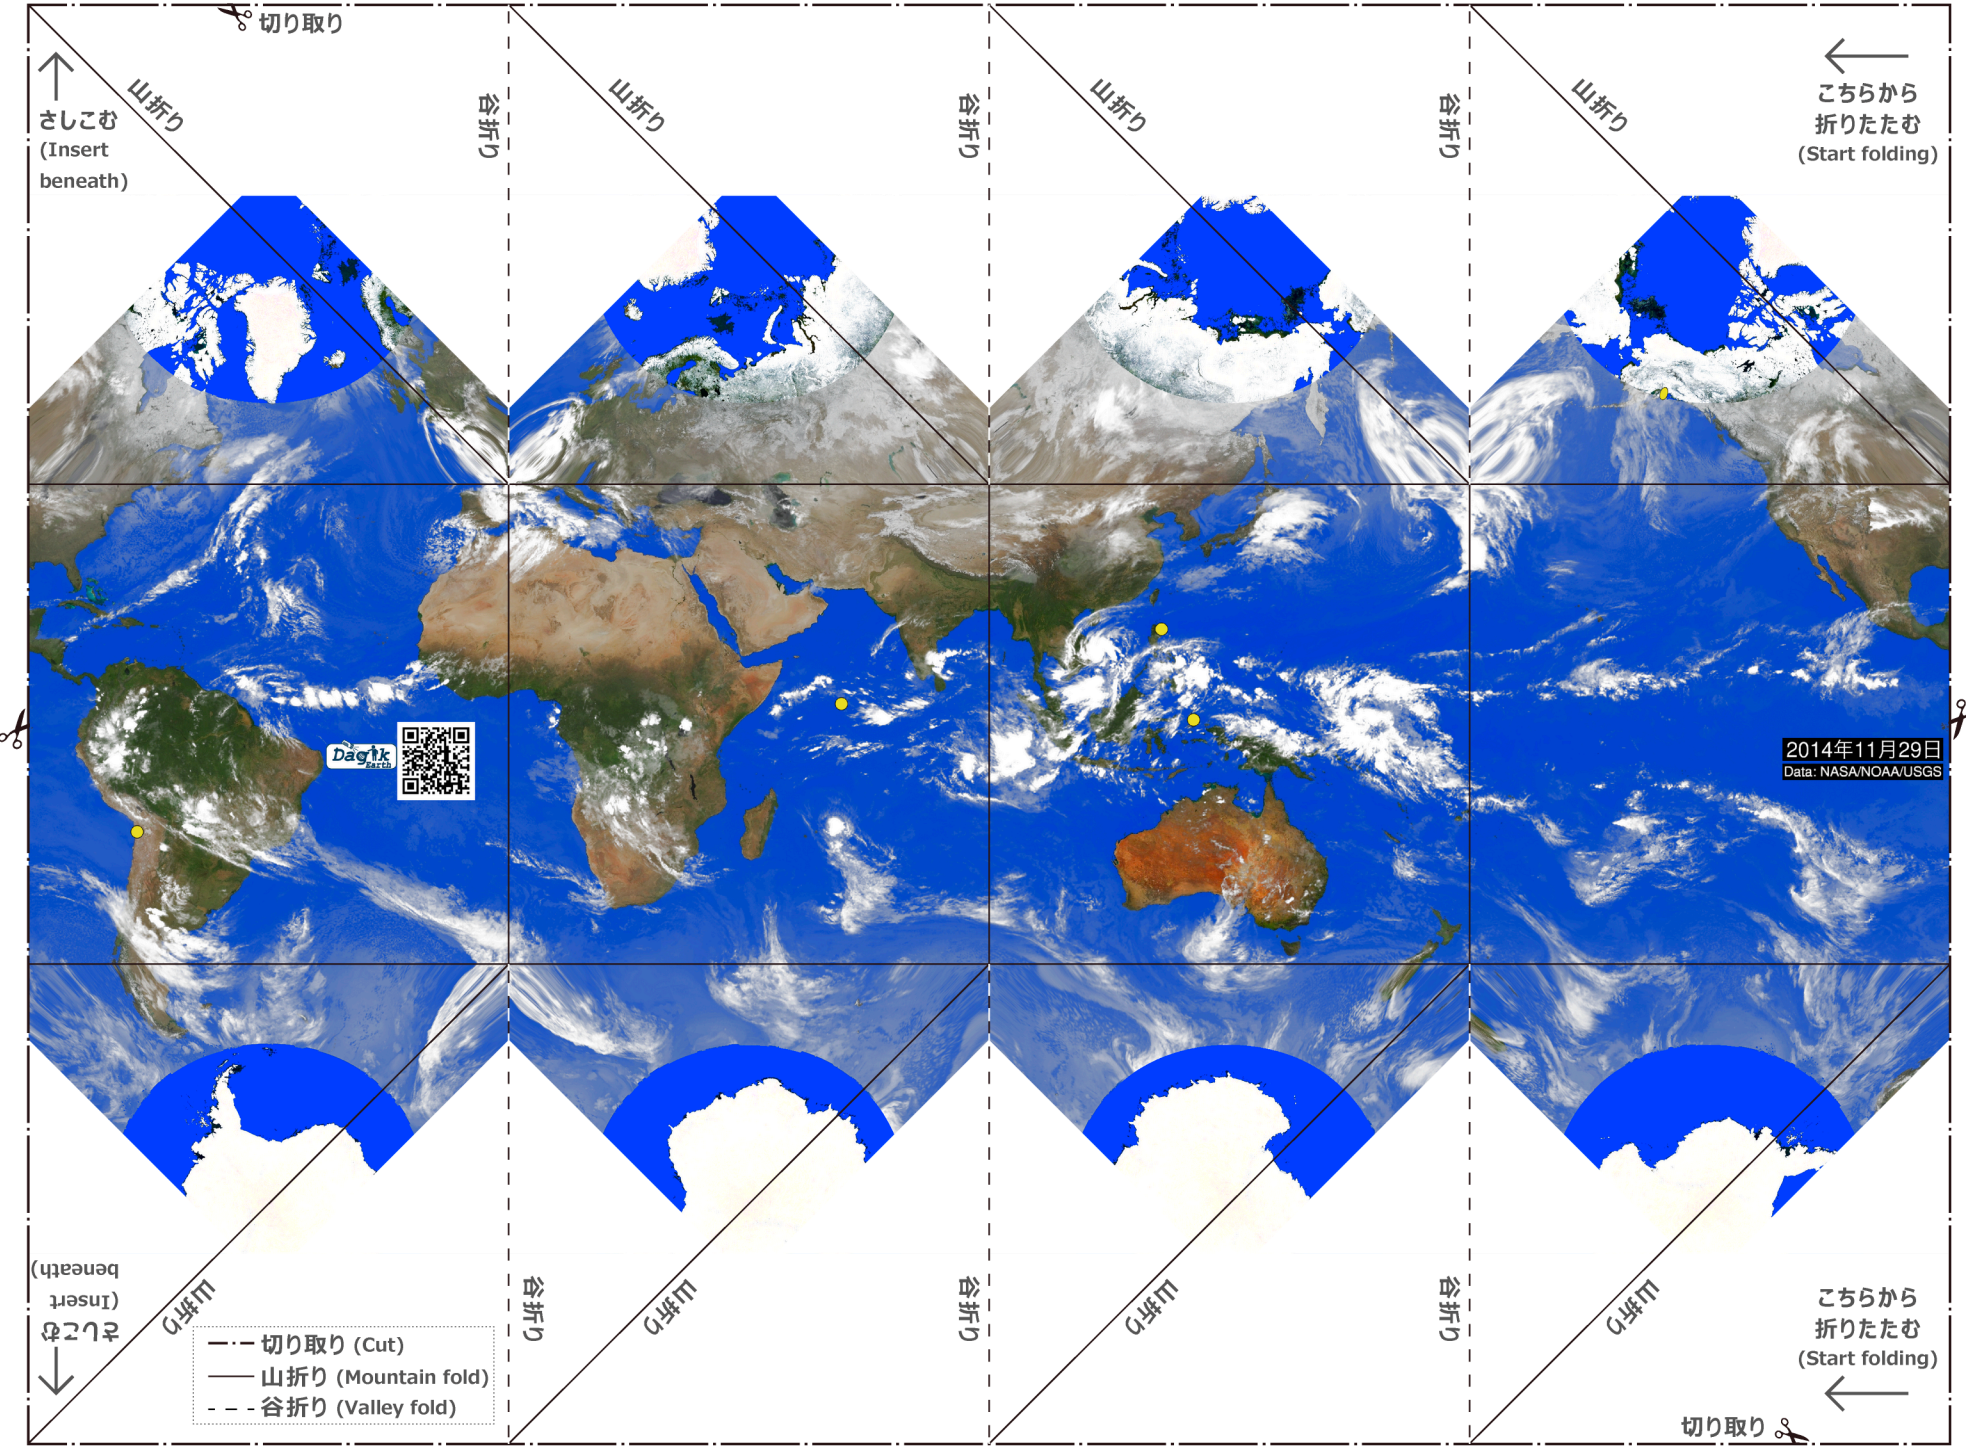 切り取り
さしこむ
(Insert
beneath)
山折り
谷折り
山折り
谷折り
山折り
谷折り
山折り
こちらから
折りたたむ
(Start folding)
Dagik
Earth
2014年11月29日
Data: NASA/NOAA/USGS
さしこむ
(Insert
beneath)
山折り
谷折り
山折り
谷折り
山折り
谷折り
山折り
こちらから
折りたたむ
(Start folding)
切り取り (Cut)
山折り (Mountain fold)
谷折り (Valley fold)
切り取り